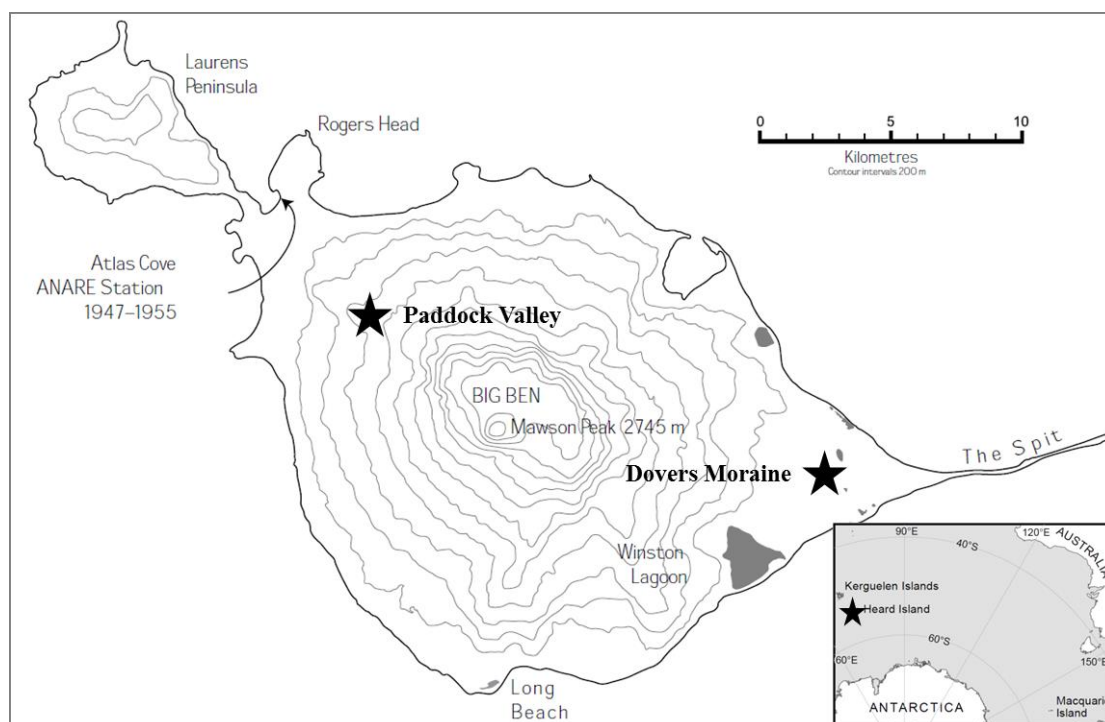 Laurens
Peninsula
Rogers Head
0 5 10
Kilometres
Contour intervals 200 m
Atlas Cove
ANARE Station
1947–1955
Paddock Valley
BIG BEN
Mawson Peak 2745 m
The Spit
Dovers Moraine
Winston
Lagoon
Long
Beach
90°E
120°E
40°S
AUSTRALIA
Kerguelen Islands
Heard Island
60°S
60°E
150°E
ANTARCTICA
Macquarie
Island